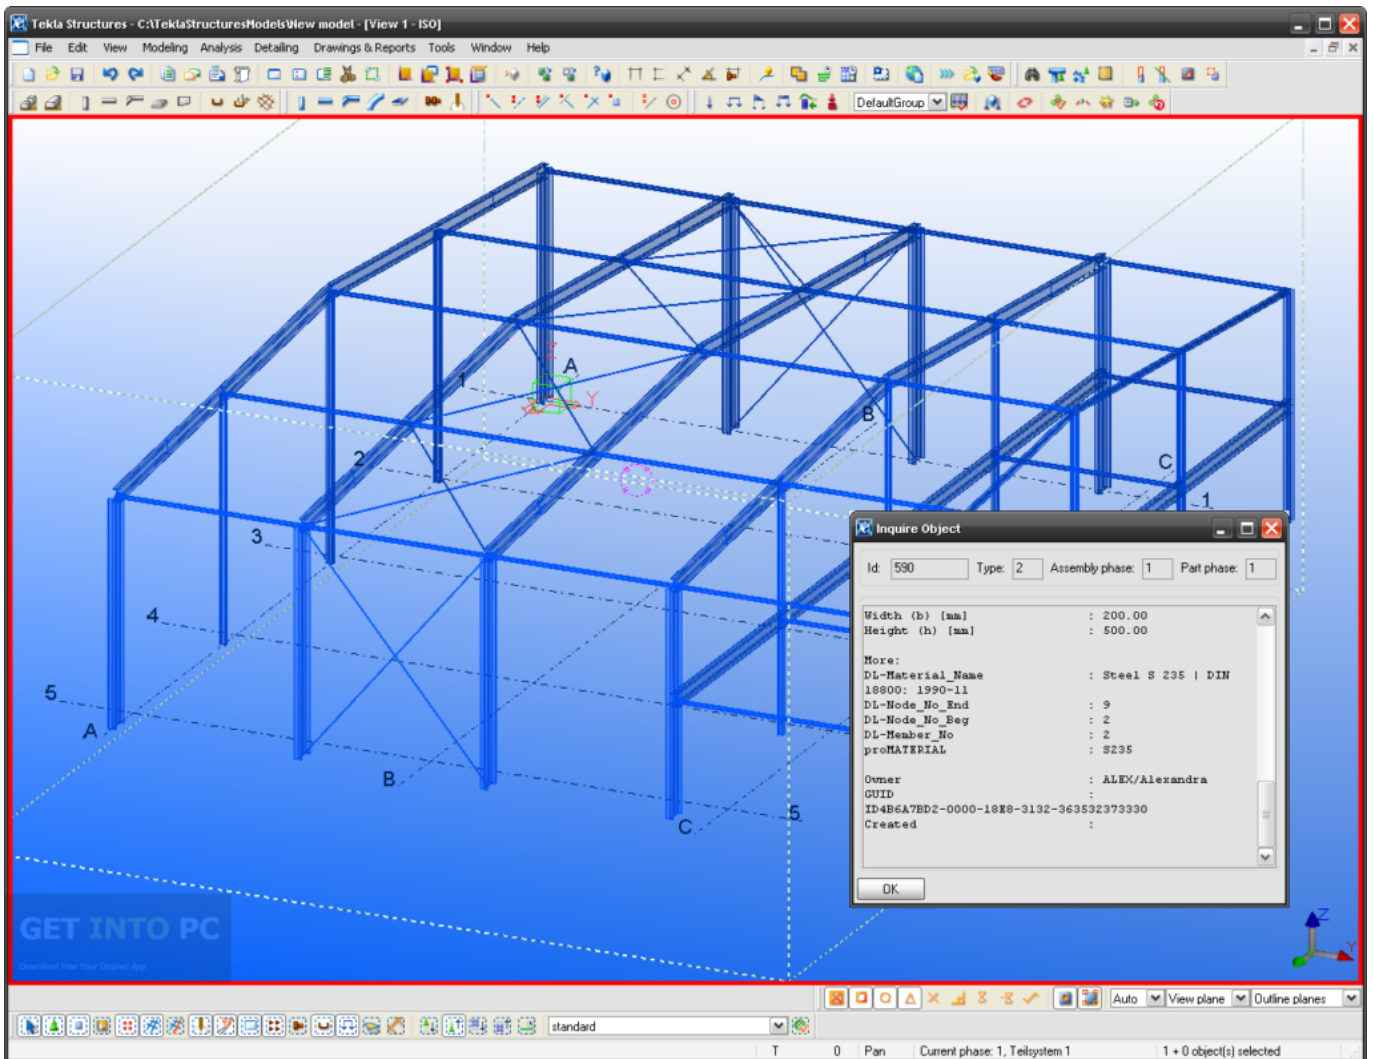 Tekla Structures - C:\TeklaStructuresModels\New model - [View 1 - ISO]
File Edit View Modeling Analysis Detailing Drawings & Reports Tools Window Help
DefaultGroup
Z
1 A
X Y
B
2
C
1
3
Inquire Object
Id: 590 Type: 2 Assembly phase: 1 Part phase: 1
Width (b) [mm] : 200.00
Height (h) [mm] : 500.00
More:
DL-Material_Name : Steel S 235 | DIN
18800: 1990-11
DL-Node_No_End : 9
DL-Node_No_Beg : 2
DL-Member_No : 2
proMATERIAL : S235
Owner : ALEX/Alexandra
GUID :
ID4B6A7BD2-0000-18E8-3132-363532373330
Created :
OK
4
5
A
B
5
C
GET INTO PC
Download Free Your Desired App
Z
Y
Auto View plane Outline planes
standard
T 0 Pan Current phase: 1, Teilsystem 1 1 + 0 object(s) selected